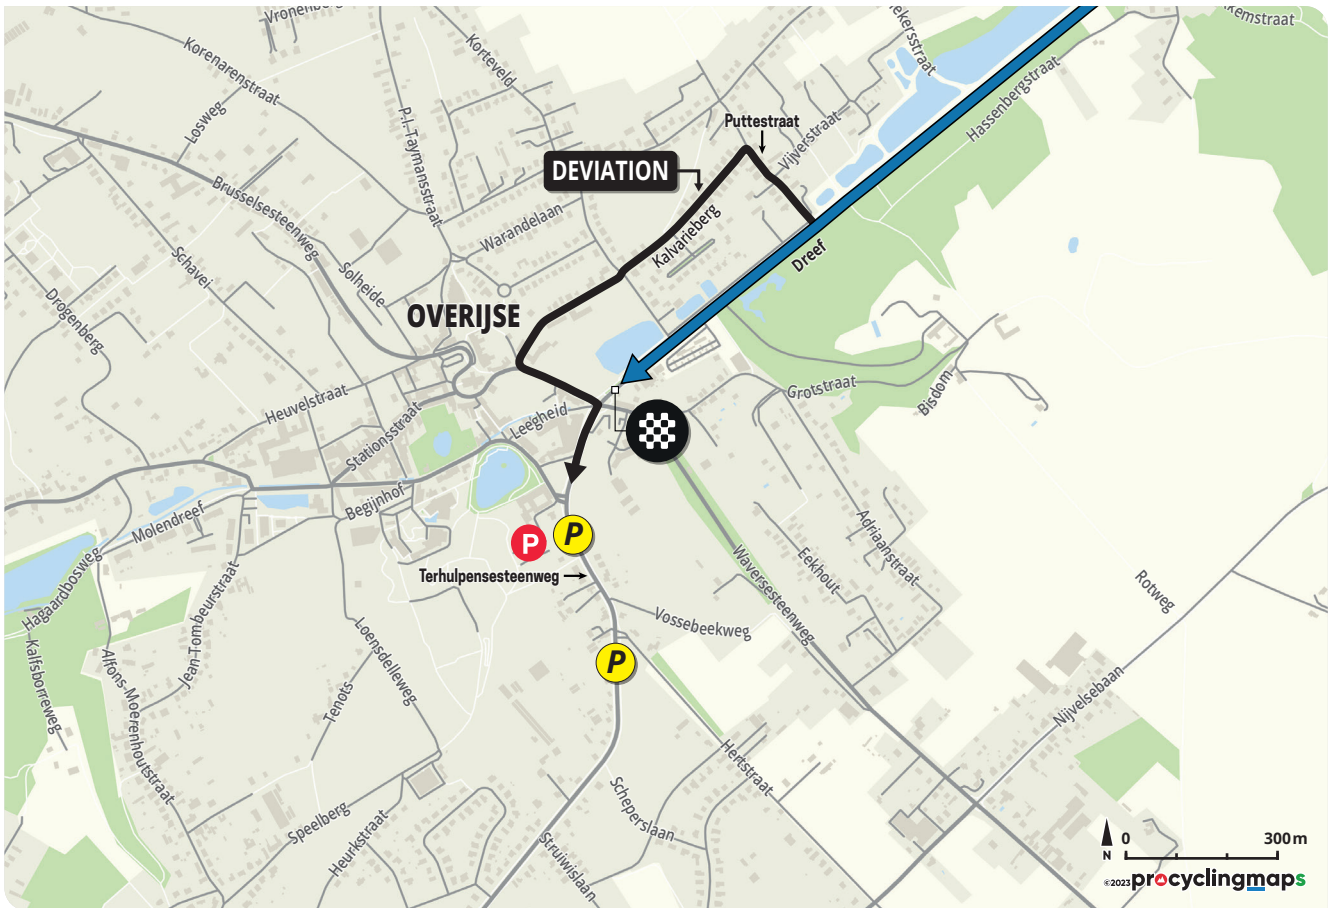 Vronenberg
Korenarenstraat
Losweg
Korteveld
P.I. Taymansstraat
Brusselsesteenweg
Warandelaan
Puttestraat
DEVIATION
Vijverstraat
Hassenbergstraat
Kalvarieberg
Dreef
Schavei
Solheide
Drogenberg
OVERIJSE
Heuvelstraat
Stationsstraat
Leegheid
Grotstraat
Bisdom
Begijnhof
Molendreef
Hagaardbosweg
P
P
Terhulpensesteenweg
Adriaanstraat
Eekhout
Waversesteenweg
Rotweg
Vossebeekweg
Jean Tombeurstraat
Loensdelleweg
Kalfsborreweg
Alfons Moerenhoutstraat
P
Tenots
Nijvelsebaan
Hertstraat
Scheperslaan
Speelberg
Heurkstraat
Struiwislaan
N
0 300 m
©2023 procyclingmaps